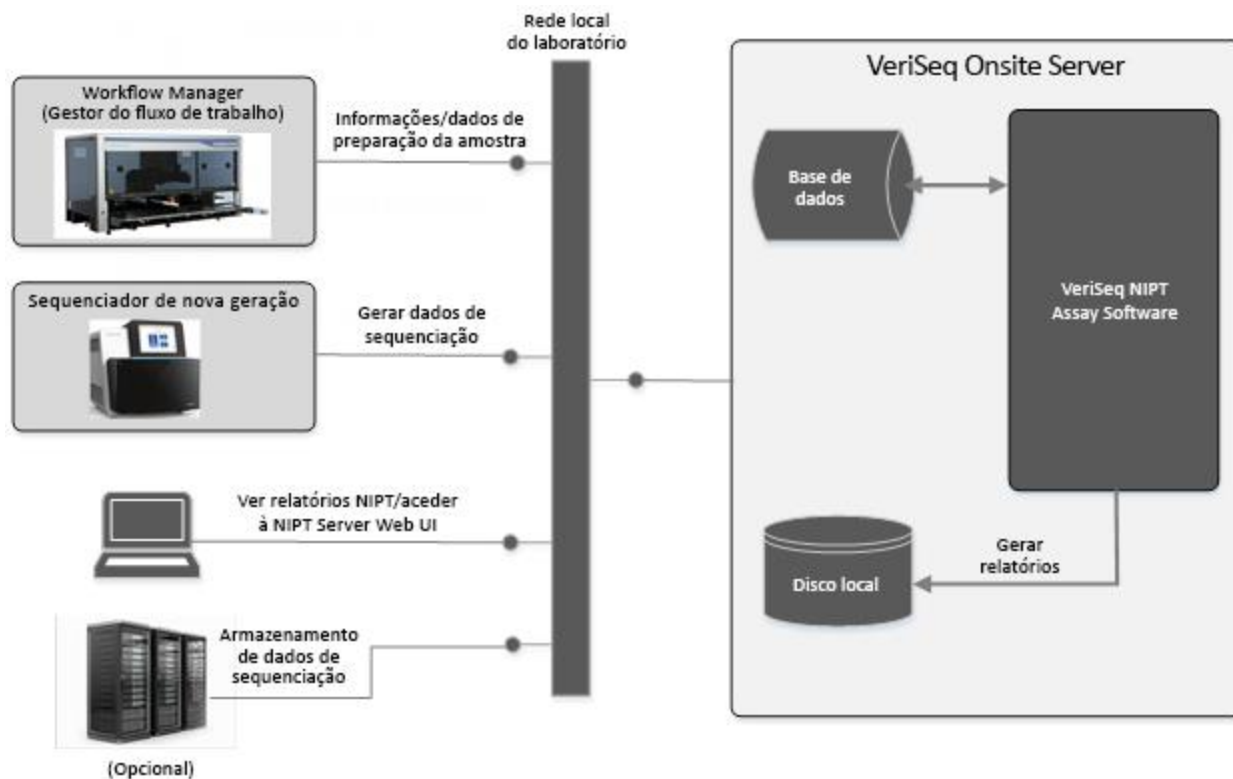 Rede local
do laboratório
VeriSeq Onsite Server
Workflow Manager
(Gestor do fluxo de trabalho)
Informações/dados de
preparação da amostra
Base de
dados
VeriSeq NIPT
Assay Software
Sequenciador de nova geração
Gerar dados de
sequenciação
Ver relatórios NIPT/aceder
à NIPT Server Web UI
Gerar
relatórios
Disco local
Armazenamento
de dados de
sequenciação
(Opcional)